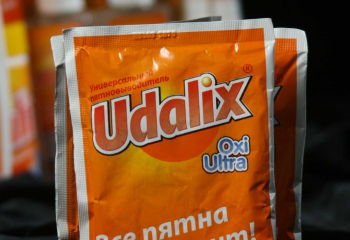 Универсальный
пятновыводитель
Udalix®
Oxi
Ultra
Все пятна